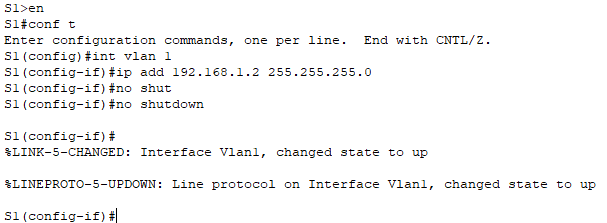 S1>en
S1#conf t
Enter configuration commands, one per line.  End with CNTL/Z.
S1(config)#int vlan 1
S1(config-if)#ip add 192.168.1.2 255.255.255.0
S1(config-if)#no shut
S1(config-if)#no shutdown
S1(config-if)#
%LINK-5-CHANGED: Interface Vlan1, changed state to up
%LINEPROTO-5-UPDOWN: Line protocol on Interface Vlan1, changed state to up
S1(config-if)#